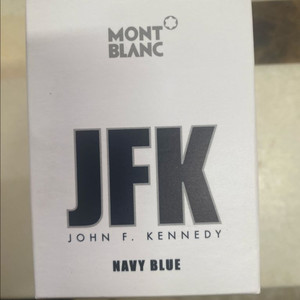 MONT
BLANC
JFK
JOHN F. KENNEDY
NAVY BLUE